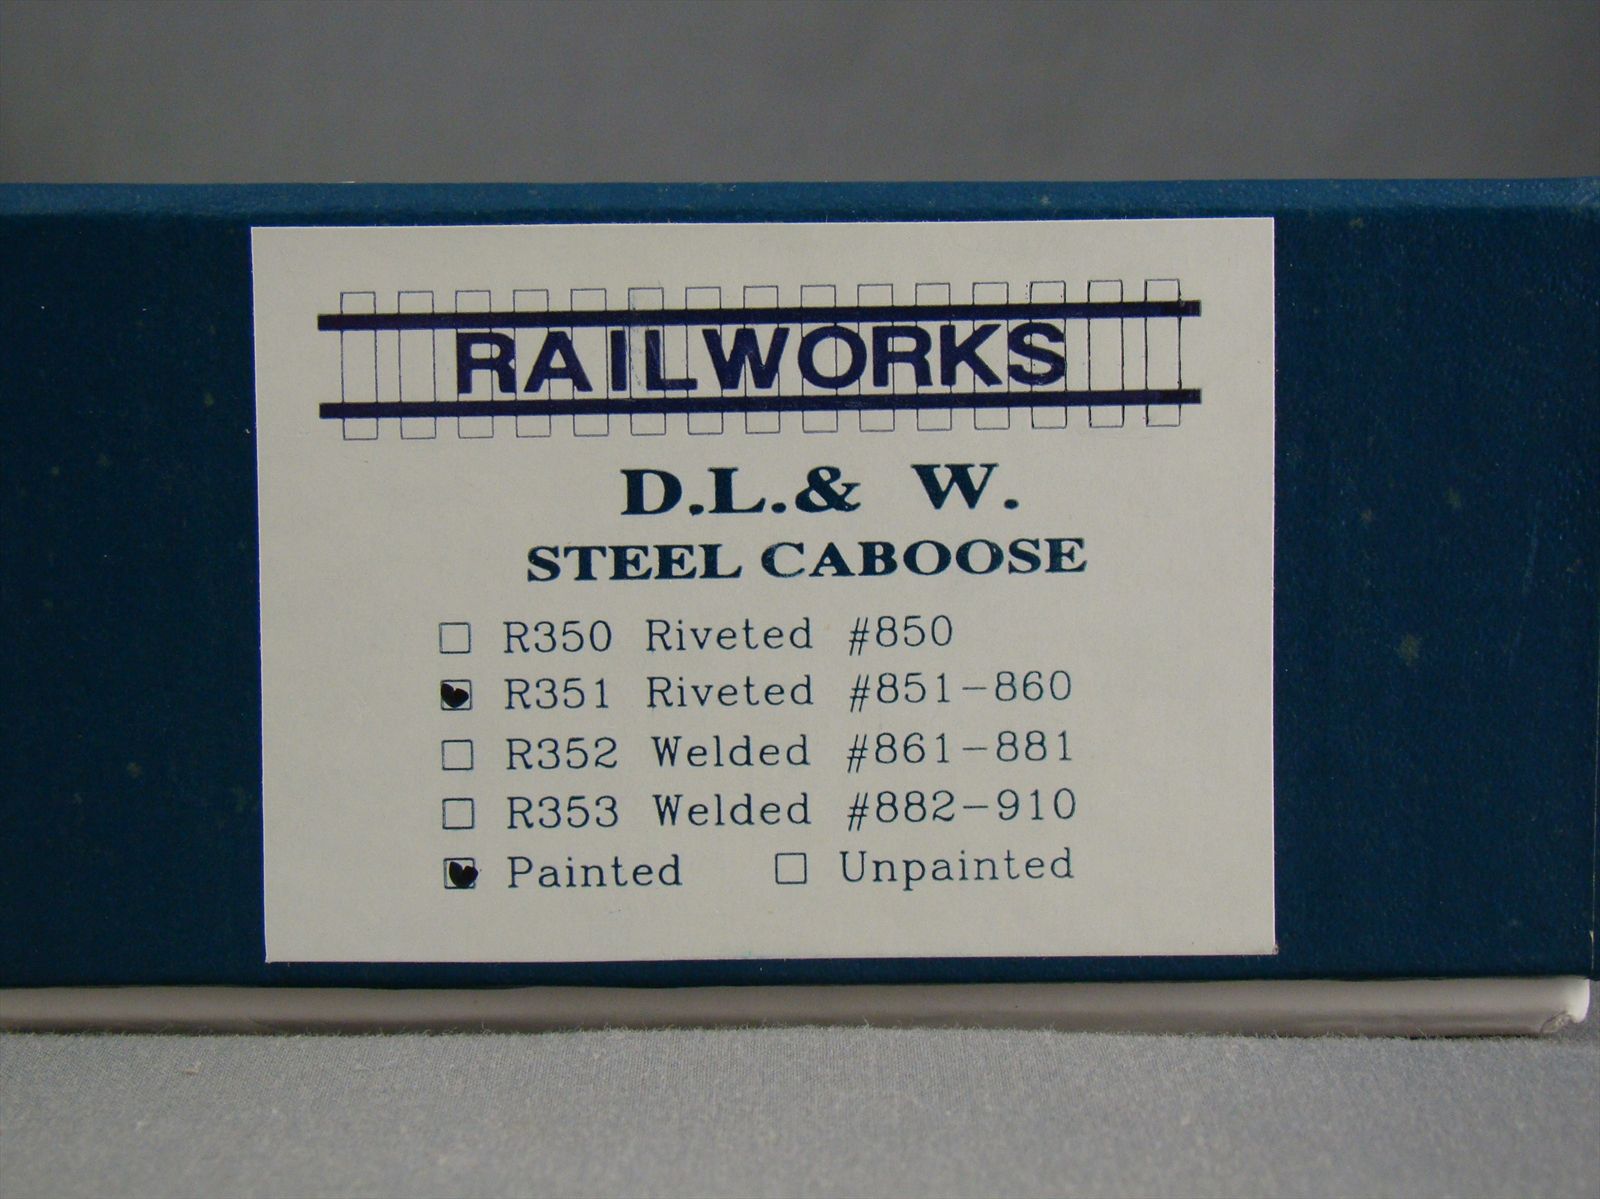 RAILWORKS
D.L.& W.
STEEL CABOOSE
R350 Riveted #850
R351 Riveted #851-860
R352 Welded #861-881
R353 Welded #882-910
Painted Unpainted